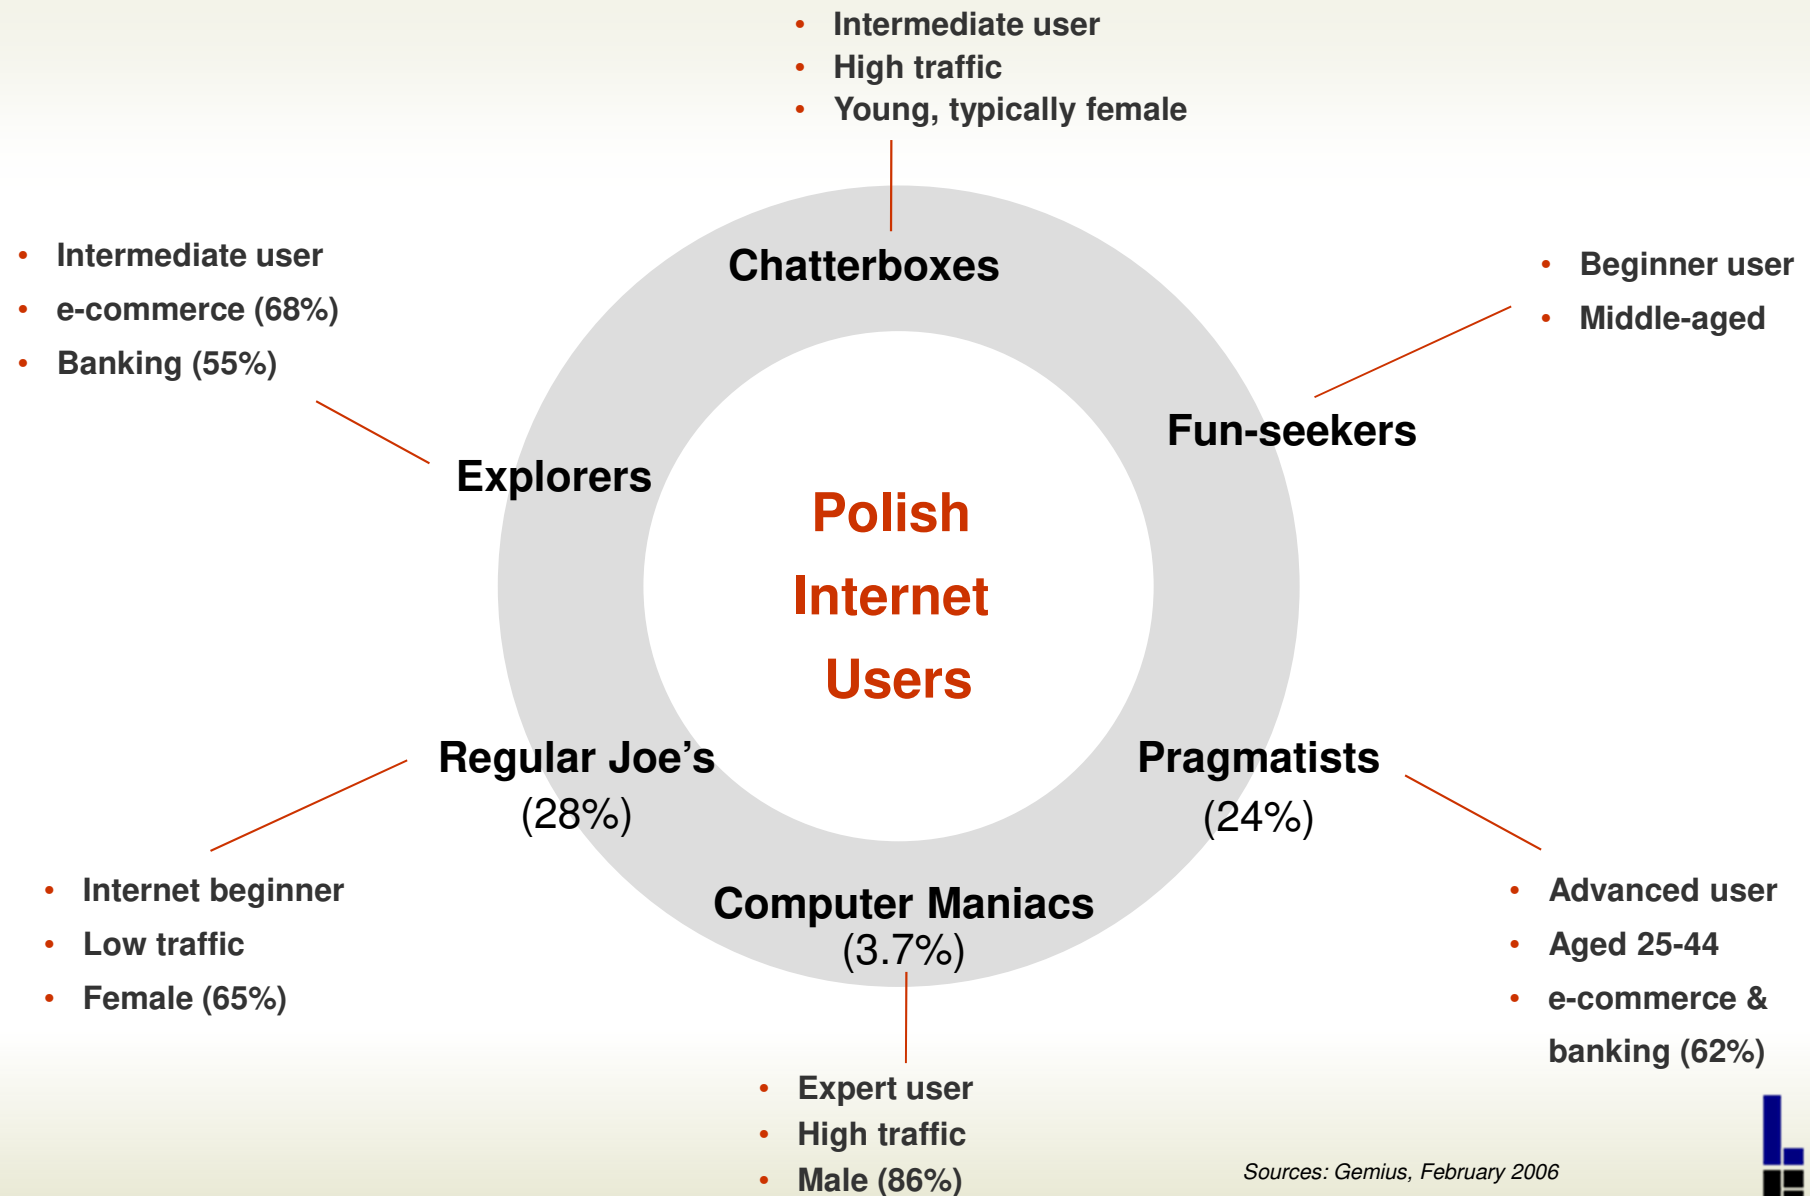 • Intermediate user
• High traffic
• Young, typically female
• Intermediate user
• e-commerce (68%)
• Banking (55%)
Chatterboxes
• Beginner user
• Middle-aged
Fun-seekers
Explorers
Polish
Internet
Users
Regular Joe’s
(28%)
Pragmatists
(24%)
• Internet beginner
• Low traffic
• Female (65%)
Computer Maniacs
(3.7%)
• Advanced user
• Aged 25-44
• e-commerce &
banking (62%)
• Expert user
• High traffic
• Male (86%)
Sources: Gemius, February 2006